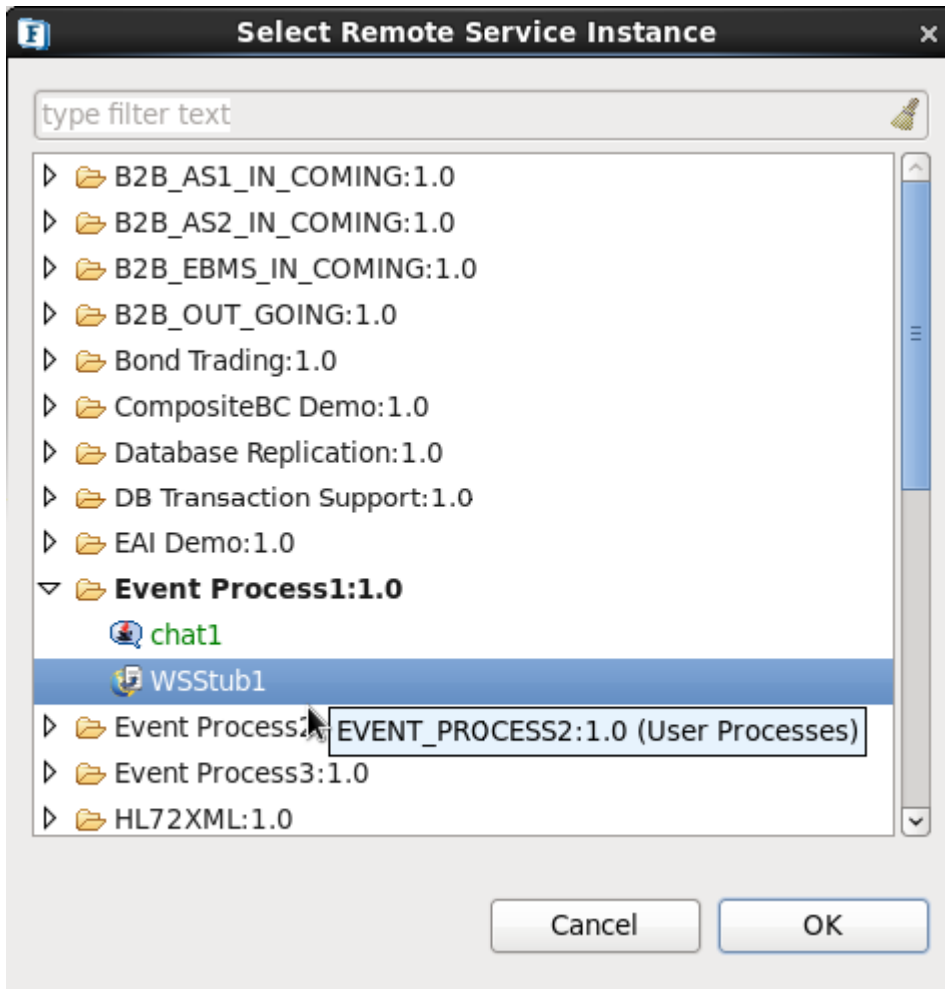 Select Remote Service Instance
type filter text
B2B_AS1_IN_COMING:1.0
B2B_AS2_IN_COMING:1.0
B2B_EBMS_IN_COMING:1.0
B2B_OUT_GOING:1.0
Bond Trading:1.0
CompositeBC Demo:1.0
Database Replication:1.0
DB Transaction Support:1.0
EAI Demo:1.0
Event Process1:1.0
chat1
WSStub1
Event Process2 EVENT_PROCESS2:1.0 (User Processes)
Event Process3:1.0
HL72XML:1.0
Cancel OK